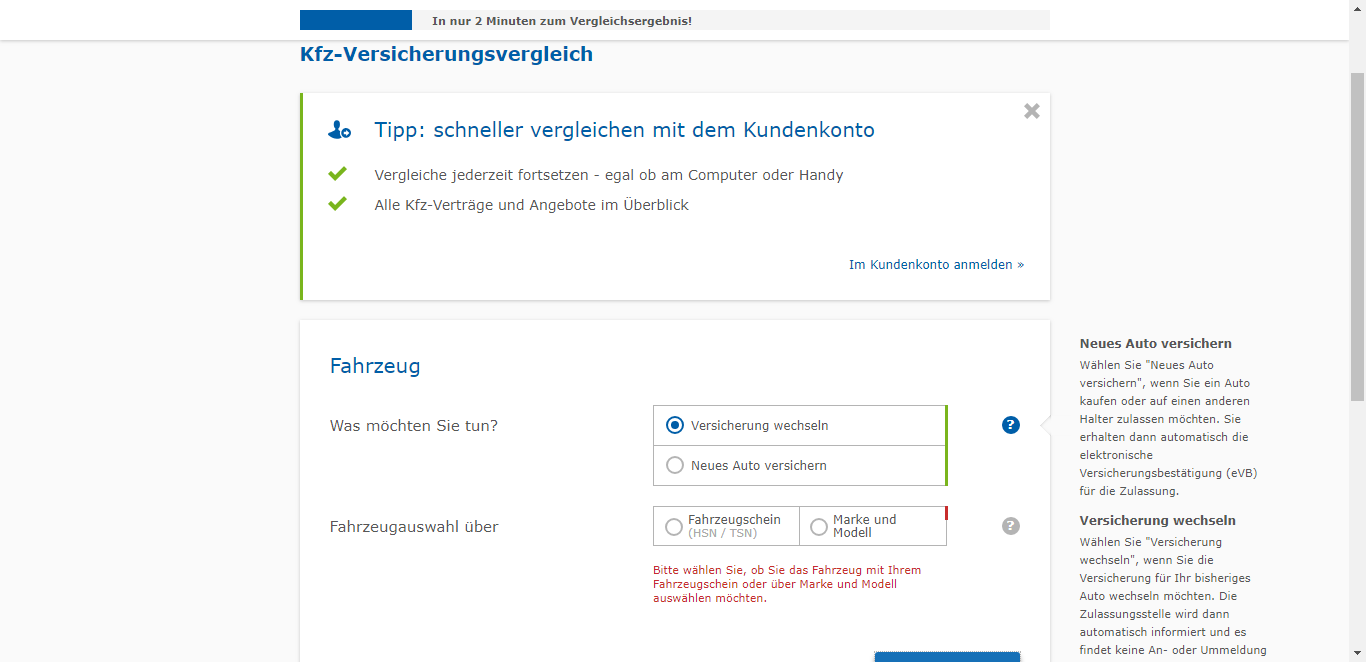 In nur 2 Minuten zum Vergleichsergebnis!
Kfz-Versicherungsvergleich
Tipp: schneller vergleichen mit dem Kundenkonto
Vergleiche jederzeit fortsetzen - egal ob am Computer oder Handy
Alle Kfz-Verträge und Angebote im Überblick
Im Kundenkonto anmelden »
Fahrzeug
Was möchten Sie tun?
Versicherung wechseln
?
Neues Auto versichern
Fahrzeugauswahl über
Fahrzeugschein
(HSN / TSN)
Marke und
Modell
?
Bitte wählen Sie, ob Sie das Fahrzeug mit Ihrem
Fahrzeugschein oder über Marke und Modell
auswählen möchten.
Neues Auto versichern
Wählen Sie "Neues Auto
versichern", wenn Sie ein Auto
kaufen oder auf einen anderen
Halter zulassen möchten. Sie
erhalten dann automatisch die
elektronische
Versicherungsbestätigung (eVB)
für die Zulassung.
Versicherung wechseln
Wählen Sie "Versicherung
wechseln", wenn Sie die
Versicherung für Ihr bisheriges
Auto wechseln möchten. Die
Zulassungsstelle wird dann
automatisch informiert und es
findet keine An- oder Ummeldung